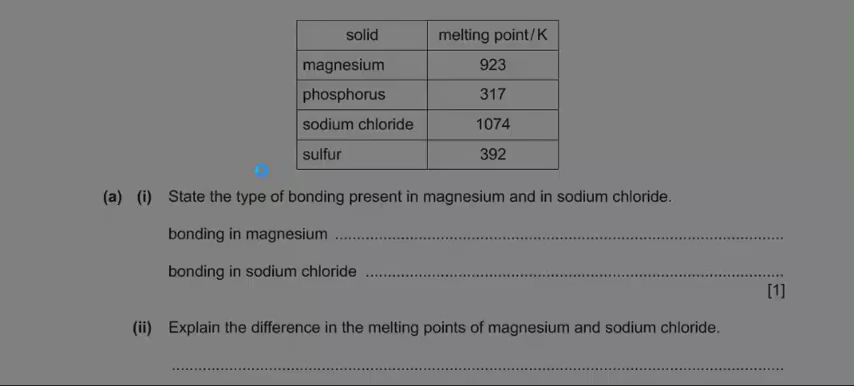 solid melting point/K
magnesium 923
phosphorus 317
sodium chloride 1074
sulfur 392
(a) (i) State the type of bonding present in magnesium and in sodium chloride.
bonding in magnesium ................................................................................
bonding in sodium chloride ................................................................................
[1]
(ii) Explain the difference in the melting points of magnesium and sodium chloride.
................................................................................